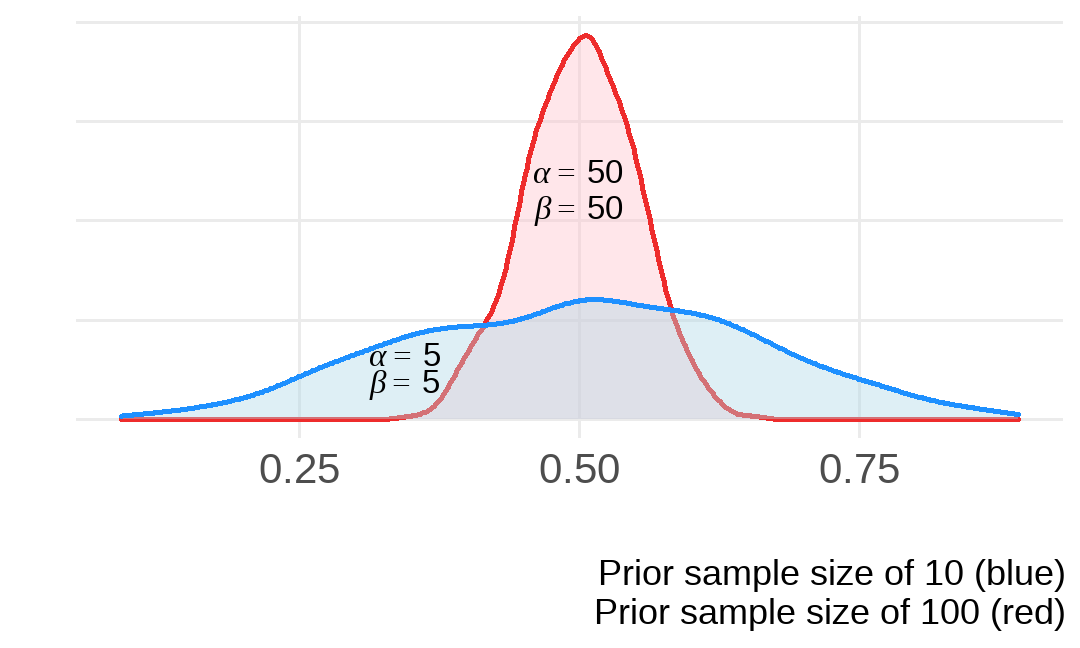 α = 50
β = 50
α = 5
β = 5
0.25 0.50 0.75
Prior sample size of 10 (blue)
Prior sample size of 100 (red)